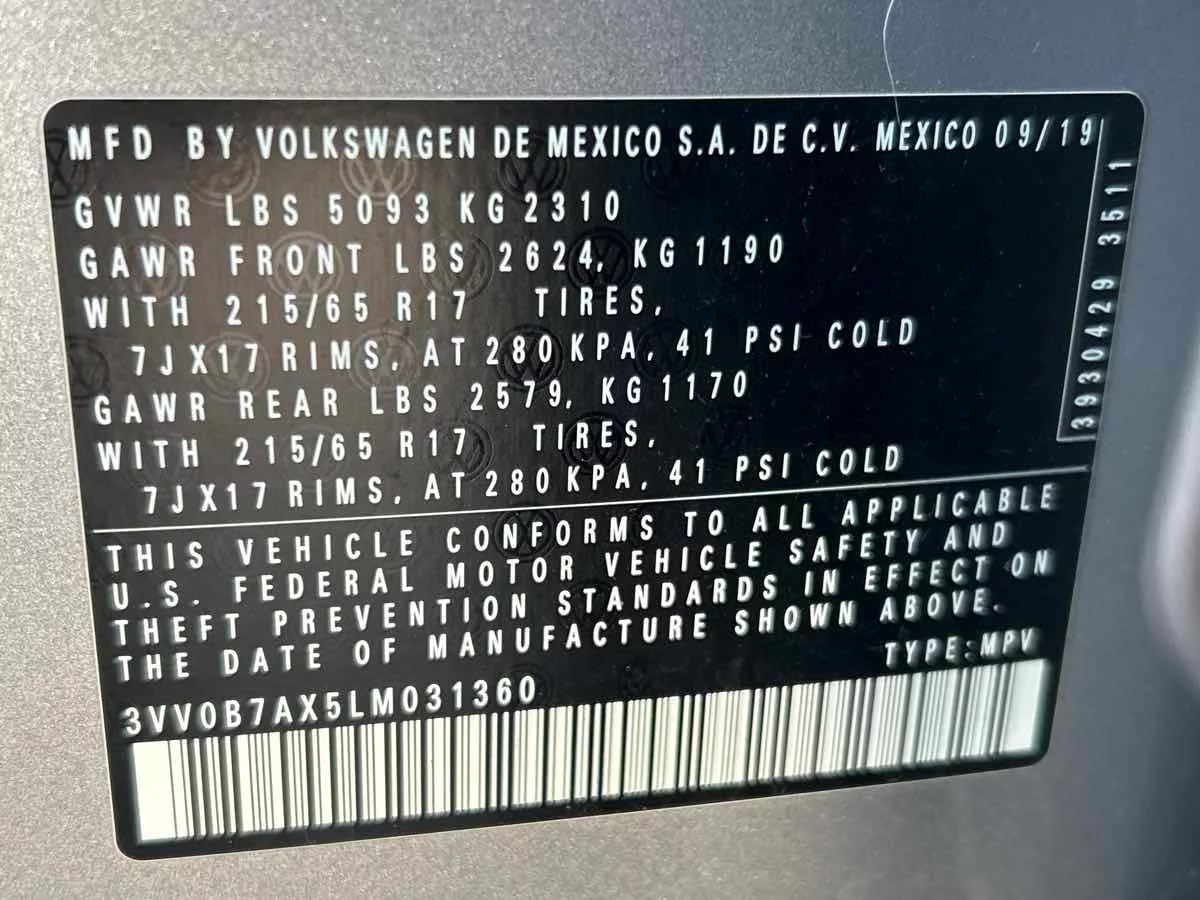 MFD BY VOLKSWAGEN DE MEXICO S.A. DE C.V. MEXICO 09/19
GVWR LBS 5093 KG 2310
GAWR FRONT LBS 2624, KG 1190
WITH 215/65 R17 TIRES,
7JX17 RIMS, AT 280 KPA, 41 PSI COLD
GAWR REAR LBS 2579, KG 1170
WITH 215/65 R17 TIRES,
7JX17 RIMS, AT 280 KPA, 41 PSI COLD
3930429 3511
THIS VEHICLE CONFORMS TO ALL APPLICABLE
U.S. FEDERAL MOTOR VEHICLE SAFETY AND
THEFT PREVENTION STANDARDS IN EFFECT ON
THE DATE OF MANUFACTURE SHOWN ABOVE.
TYPE:MPV
3VV0B7AX5LM031360